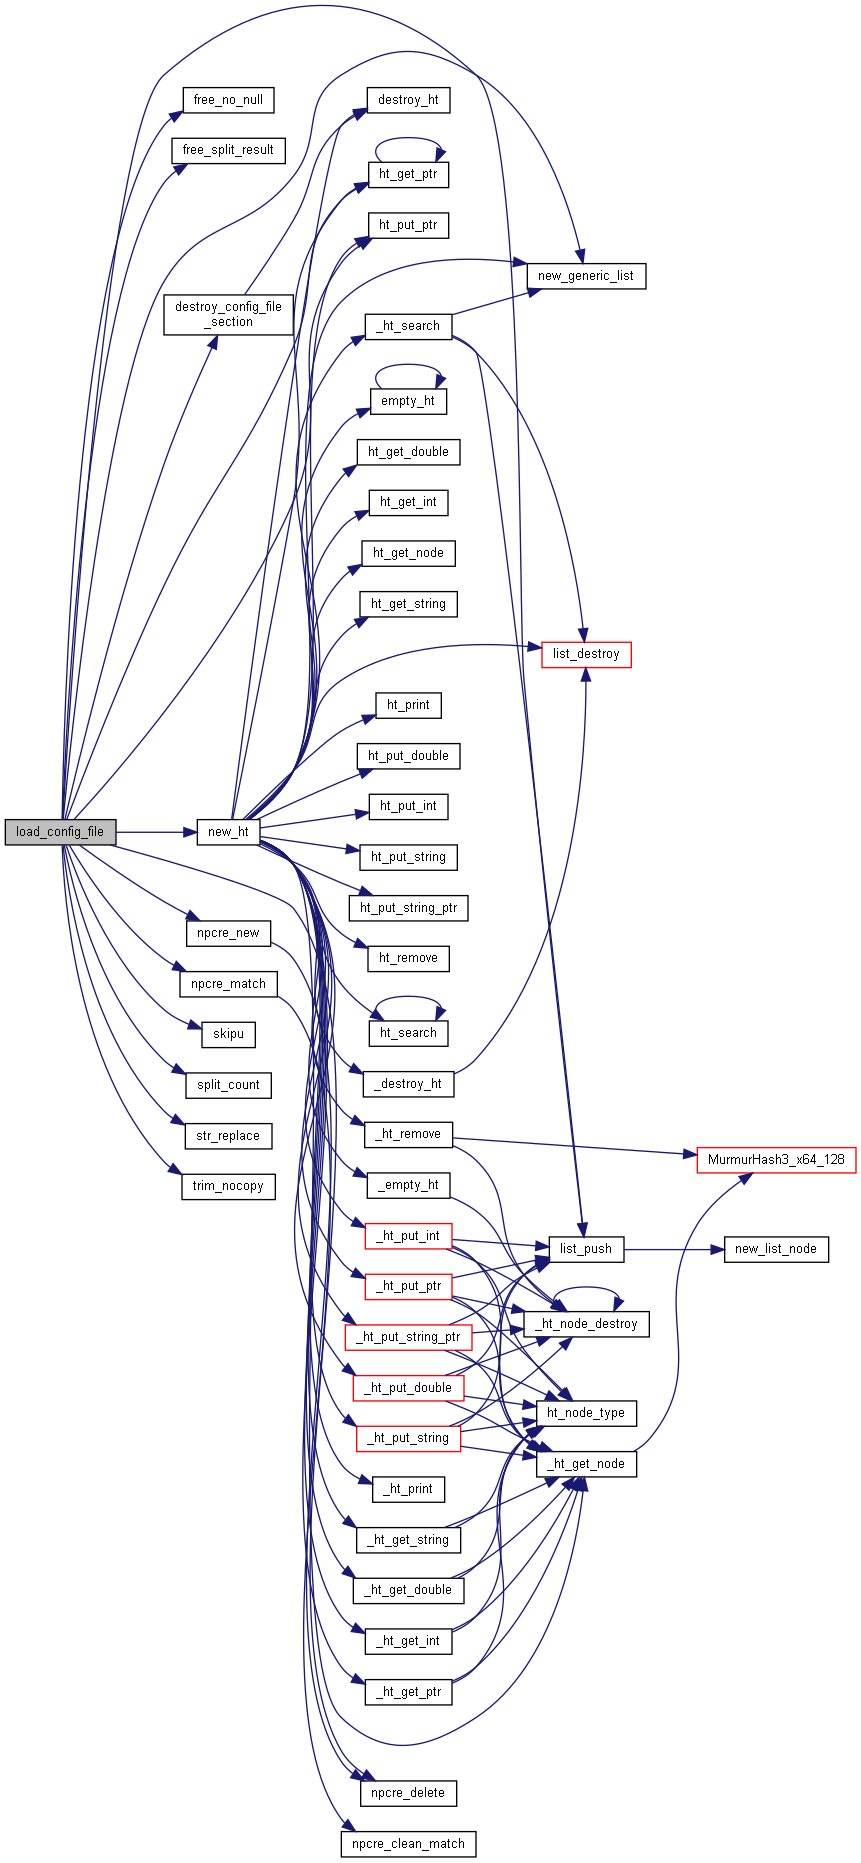 free_no_null
free_split_result
destroy_config_file
_section
load_config_file
new_ht
npcre_new
npcre_match
skipu
split_count
str_replace
trim_nocopy
destroy_ht
ht_get_ptr
ht_put_ptr
_ht_search
empty_ht
ht_get_double
ht_get_int
ht_get_node
ht_get_string
ht_print
ht_put_double
ht_put_int
ht_put_string
ht_put_string_ptr
ht_remove
ht_search
_destroy_ht
_ht_remove
_empty_ht
_ht_put_int
_ht_put_ptr
_ht_put_string_ptr
_ht_put_double
_ht_put_string
_ht_print
_ht_get_string
_ht_get_double
_ht_get_int
_ht_get_ptr
npcre_delete
npcre_clean_match
new_generic_list
list_destroy
list_push
_ht_node_destroy
ht_node_type
_ht_get_node
MurmurHash3_x64_128
new_list_node